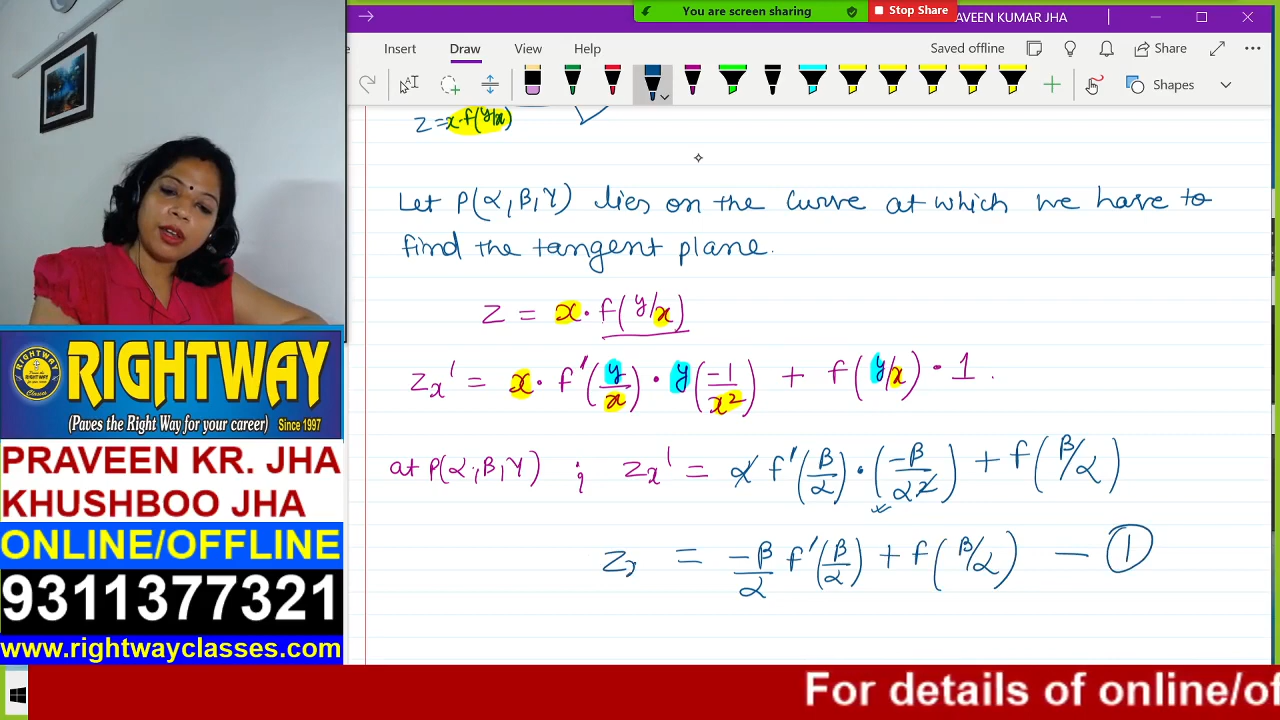 You are screen sharing
Stop Share
RAVEEN KUMAR JHA
Insert Draw View Help
Saved offline
Share
Shapes
z = x·f(y/x)
Let P(α, β, γ) lies on the curve at which we have to
find the tangent plane.
z = x · f(y/x)
zx' = x · f'(y/x) · y(-1/x²) + f(y/x) · 1.
at P(α, β, γ) ; zx' = α f'(β/α) · (-β/α²) + f(β/α)
zx = -β/α f'(β/α) + f(β/α) — ①
RIGHTWAY
RIGHTWAY
(Paves the Right Way for your career) Since 1997
PRAVEEN KR. JHA
KHUSHBOO JHA
ONLINE/OFFLINE
9311377321
www.rightwayclasses.com
For details of online/of